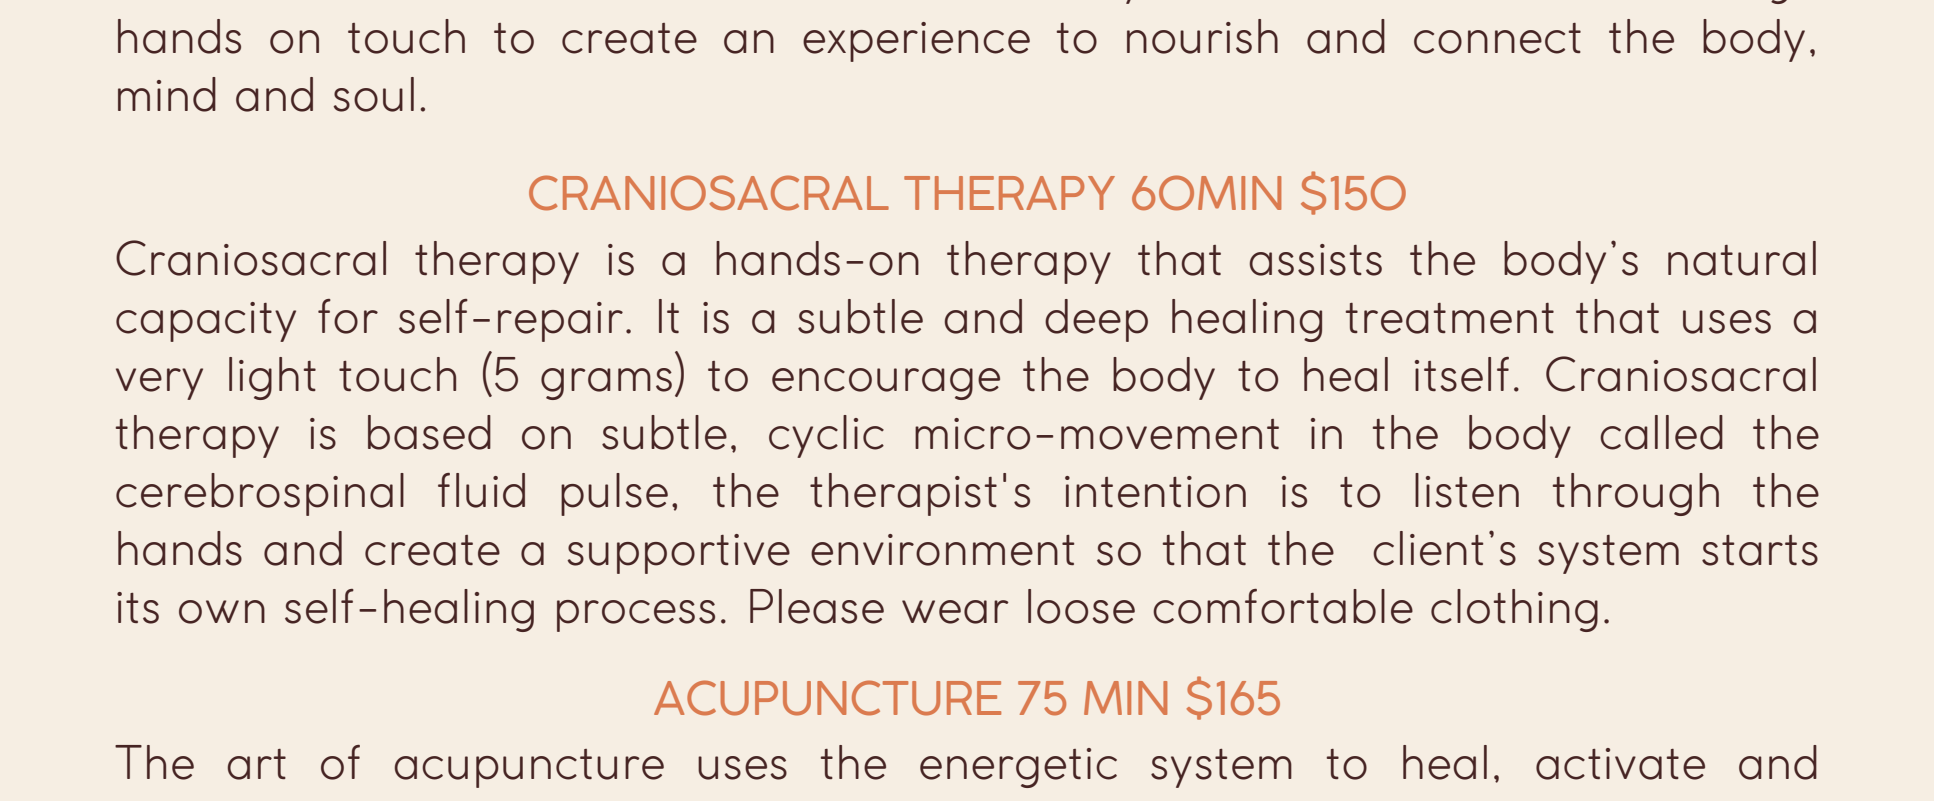 hands on touch to create an experience to nourish and connect the body,
mind and soul.
CRANIOSACRAL THERAPY 60MIN $150
Craniosacral therapy is a hands-on therapy that assists the body’s natural
capacity for self-repair. It is a subtle and deep healing treatment that uses a
very light touch (5 grams) to encourage the body to heal itself. Craniosacral
therapy is based on subtle, cyclic micro-movement in the body called the
cerebrospinal fluid pulse, the therapist's intention is to listen through the
hands and create a supportive environment so that the  client’s system starts
its own self-healing process. Please wear loose comfortable clothing.
ACUPUNCTURE 75 MIN $165
The art of acupuncture uses the energetic system to heal, activate and